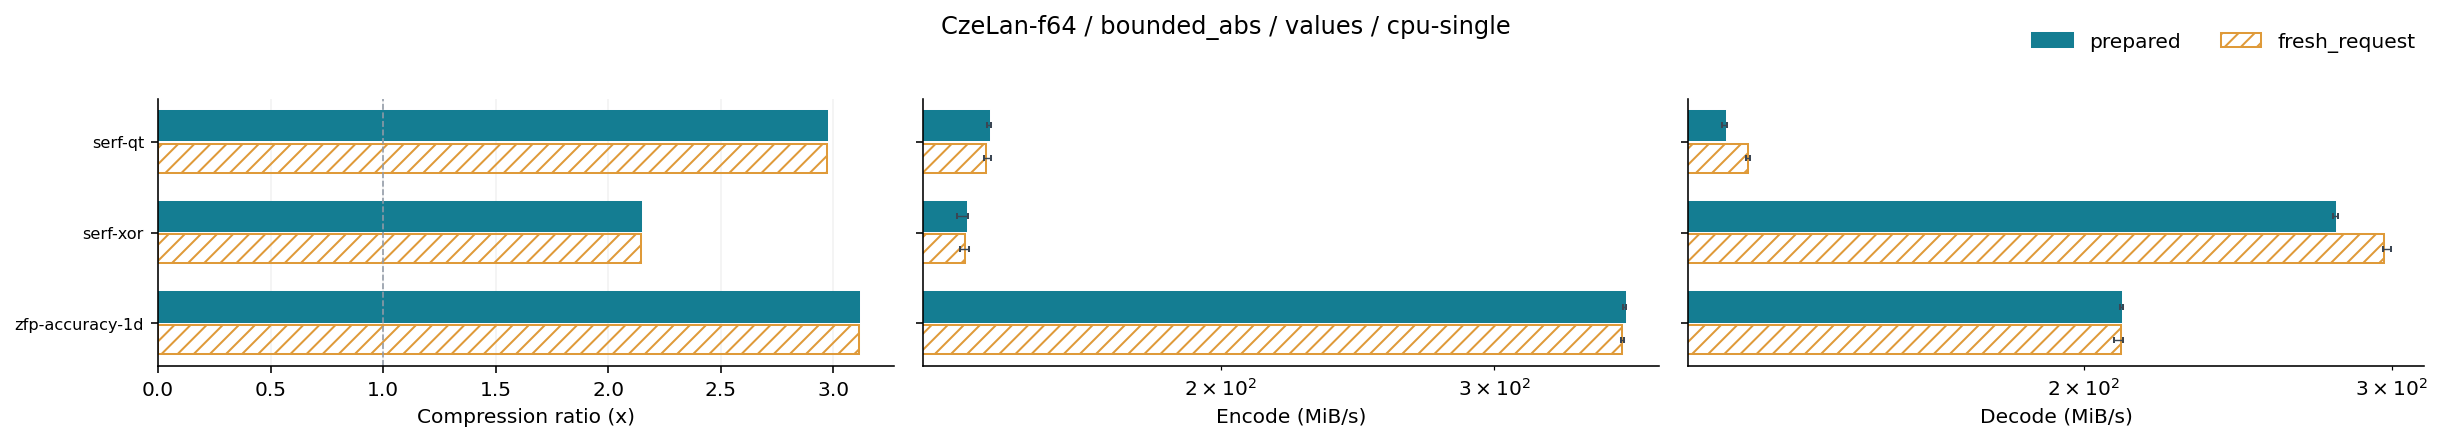 CzeLan-f64 / bounded_abs / values / cpu-single
prepared
fresh_request
serf-qt
serf-xor
zfp-accuracy-1d
0.0 0.5 1.0 1.5 2.0 2.5 3.0
Compression ratio (x)
2 × 10² 3 × 10²
Encode (MiB/s)
2 × 10² 3 × 10²
Decode (MiB/s)